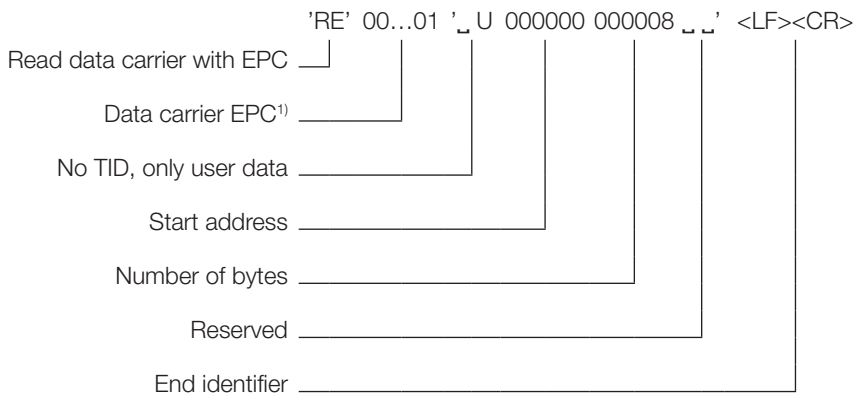 'RE' 00…01 '␣ U 000000 000008 ␣ ␣' <LF><CR>
Read data carrier with EPC
Data carrier EPC¹⁾
No TID, only user data
Start address
Number of bytes
Reserved
End identifier